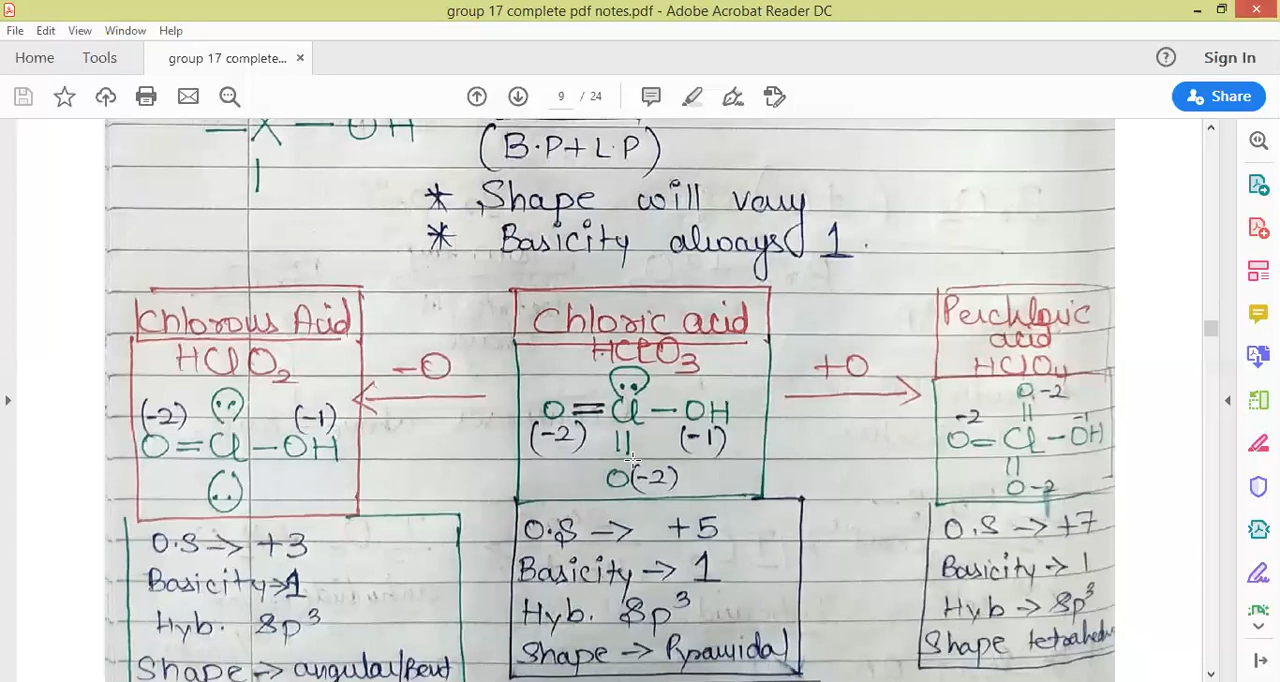 group 17 complete pdf notes.pdf - Adobe Acrobat Reader DC
File Edit View Window Help
Home Tools group 17 complete... × Sign In
9 / 24 Share
X — OH
(B.P+L.P)
* Shape will vary
* Basicity always 1.
Chlorous Acid
HClO2
(-2) (-1)
O=Cl-OH
-O
Chloric acid
HClO3
O=Cl-OH
(-2) (-1)
O(-2)
+O
Perchloric
acid
HClO4
O-2
-2 -1
O=Cl-OH
O-2
O.S → +3
Basicity→1
Hyb. sp3
Shape → angular/Bent
O.S → +5
Basicity → 1
Hyb. sp3
Shape → Pyramidal
O.S → +7
Basicity → 1
Hyb → sp3
Shape tetrahed